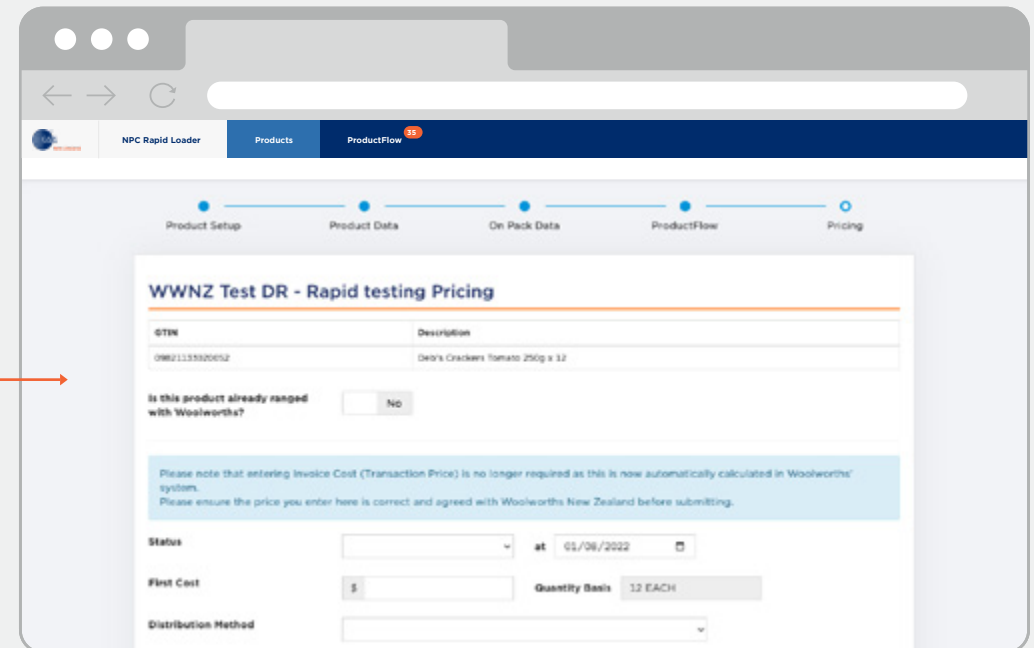 NPC Rapid Loader Products ProductFlow 35
Product Setup Product Data On Pack Data ProductFlow Pricing
WWNZ Test DR - Rapid testing Pricing
GTIN Description
Deb's Crackers Tomato 250g x 12
Is this product already ranged
with Woolworths?
No
Please note that entering Invoice Cost (Transaction Price) is no longer required as this is now automatically calculated in Woolworths'
system.
Please ensure the price you enter here is correct and agreed with Woolworths New Zealand before submitting.
Status at 01/08/2022
First Cost $ Quantity Basis 12 EACH
Distribution Method